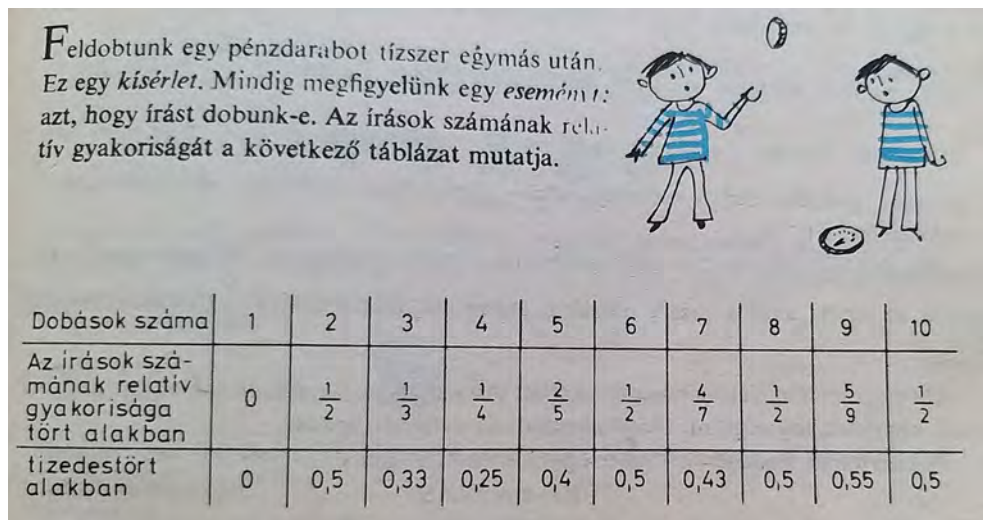 Feldobtunk egy pénzdarabot tízszer egymás után.
Ez egy kísérlet. Mindig megfigyelünk egy eseményt:
azt, hogy írást dobunk-e. Az írások számának rela-
tív gyakoriságát a következő táblázat mutatja.
Dobások száma 1 2 3 4 5 6 7 8 9 10
Az írások szá-
mának relatív
gyakorisága
tört alakban 0 1/2 1/3 1/4 2/5 1/2 4/7 1/2 5/9 1/2
tizedestört
alakban 0 0,5 0,33 0,25 0,4 0,5 0,43 0,5 0,55 0,5